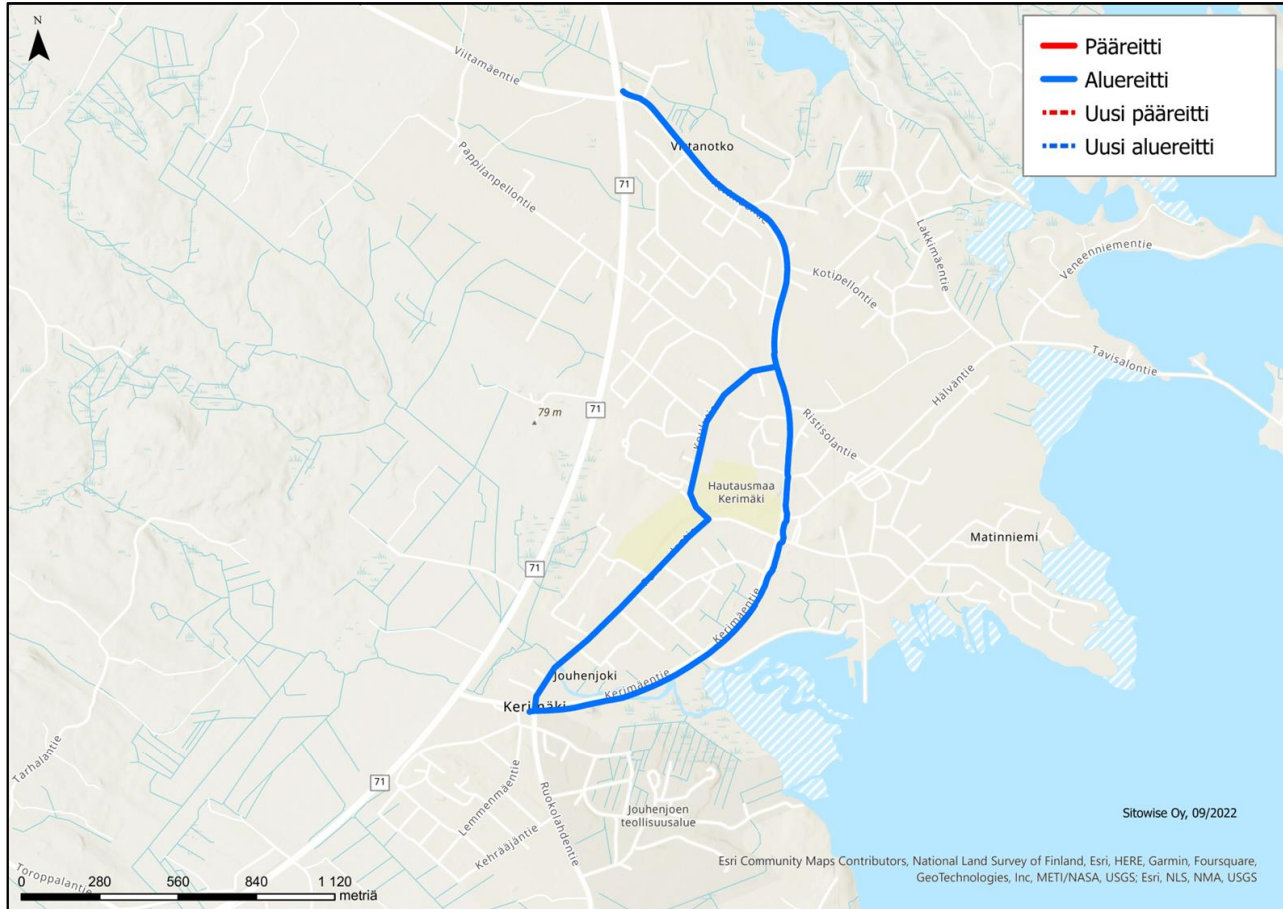 N
Pääreitti
Aluereitti
Uusi pääreitti
Uusi aluereitti
Viitamäentie
Pappilanpellontie
71
Lakkimäentie
Veneenniementie
Kotipellontie
Tavisalontie
Hälväntie
71
79 m
Ristisolantie
Hautausmaa
Kerimäki
Matinniemi
71
Kerimäentie
Jouhenjoki
Kerimäentie
Kerimäki
Tarhalantie
71
Lemmenmäentie
Ruokolahdentie
Kehrääjäntie
Jouhenjoen
teollisuusalue
Toroppalantie
Sitowise Oy, 09/2022
Esri Community Maps Contributors, National Land Survey of Finland, Esri, HERE, Garmin, Foursquare,
GeoTechnologies, Inc, METI/NASA, USGS; Esri, NLS, NMA, USGS
0 280 560 840 1 120
metriä